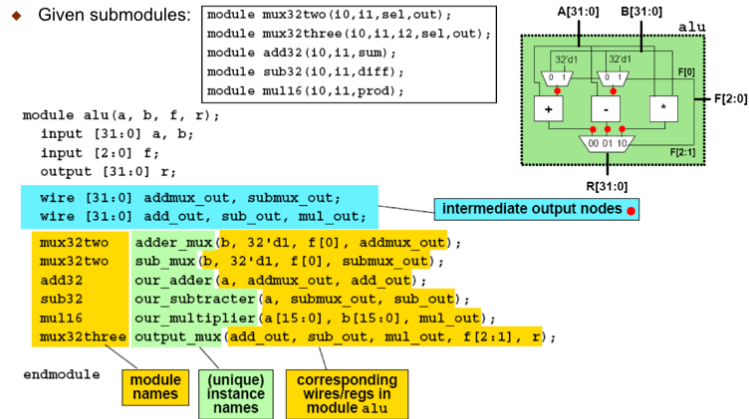 ◆ Given submodules:
module mux32two(i0,i1,sel,out);
module mux32three(i0,i1,i2,sel,out);
module add32(i0,i1,sum);
module sub32(i0,i1,diff);
module mul16(i0,i1,prod);
A[31:0] B[31:0]
alu
32'd1 32'd1
0 1 0 1
F[0]
+ - *
F[2:0]
00 01 10
F[2:1]
R[31:0]
module alu(a, b, f, r);
input [31:0] a, b;
input [2:0] f;
output [31:0] r;
wire [31:0] addmux_out, submux_out;
wire [31:0] add_out, sub_out, mul_out;
intermediate output nodes
mux32two adder_mux(b, 32'd1, f[0], addmux_out);
mux32two sub_mux(b, 32'd1, f[0], submux_out);
add32 our_adder(a, addmux_out, add_out);
sub32 our_subtracter(a, submux_out, sub_out);
mul16 our_multiplier(a[15:0], b[15:0], mul_out);
mux32three output_mux(add_out, sub_out, mul_out, f[2:1], r);
endmodule
module
names
(unique)
instance
names
corresponding
wires/regs in
module alu